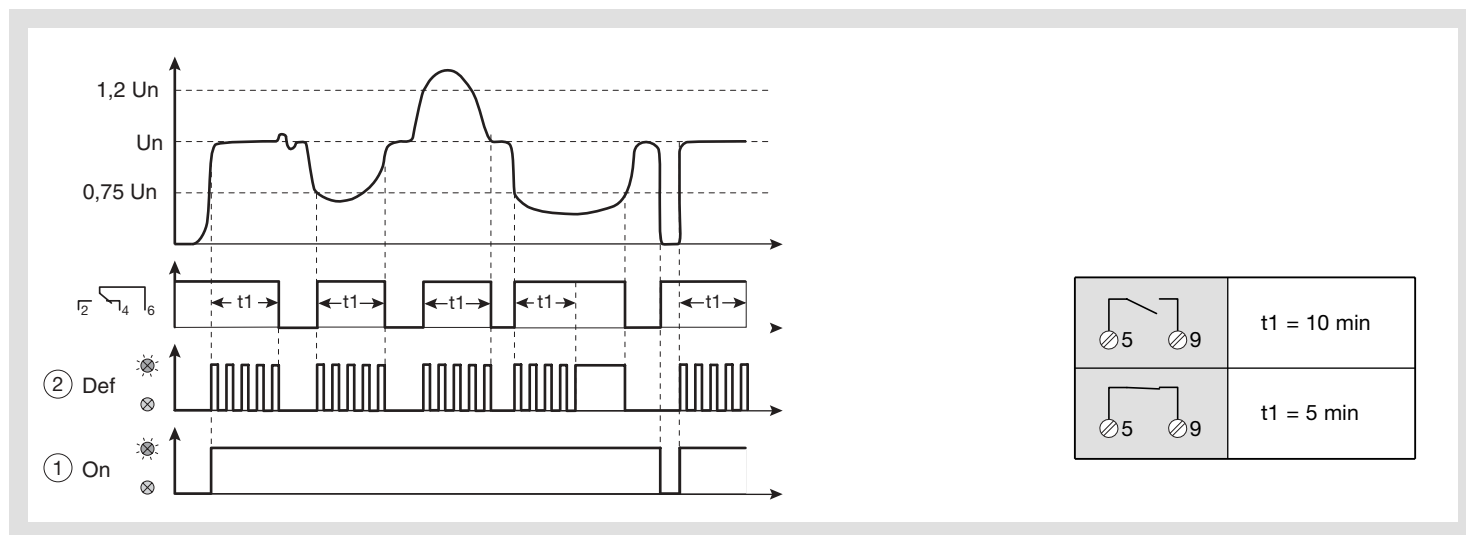 1,2 Un
Un
0,75 Un
2 4 6
t1 t1 t1 t1 t1
2 Def
1 On
5 9
t1 = 10 min
5 9
t1 = 5 min